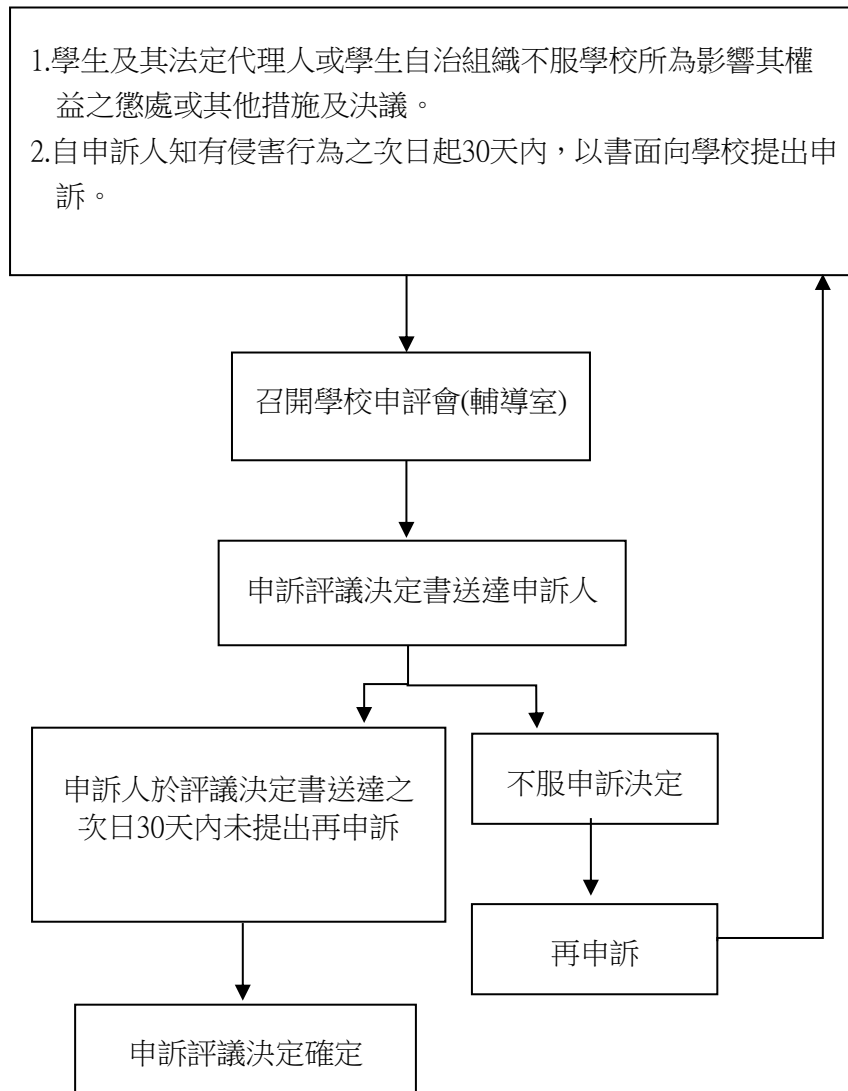 1.學生及其法定代理人或學生自治組織不服學校所為影響其權
益之懲處或其他措施及決議。
2.自申訴人知有侵害行為之次日起30天內，以書面向學校提出申
訴。
召開學校申評會(輔導室)
申訴評議決定書送達申訴人
申訴人於評議決定書送達之
次日30天內未提出再申訴
不服申訴決定
再申訴
申訴評議決定確定